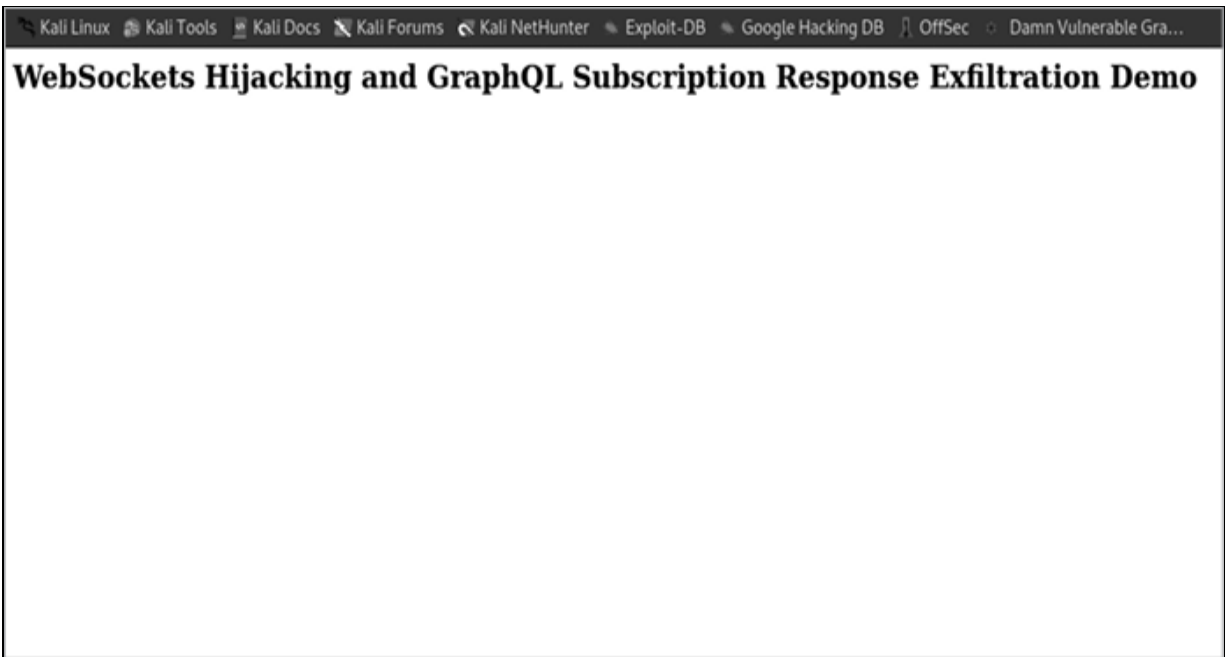 Kali Linux Kali Tools Kali Docs Kali Forums Kali NetHunter Exploit-DB Google Hacking DB OffSec Damn Vulnerable Gra...
WebSockets Hijacking and GraphQL Subscription Response Exfiltration Demo